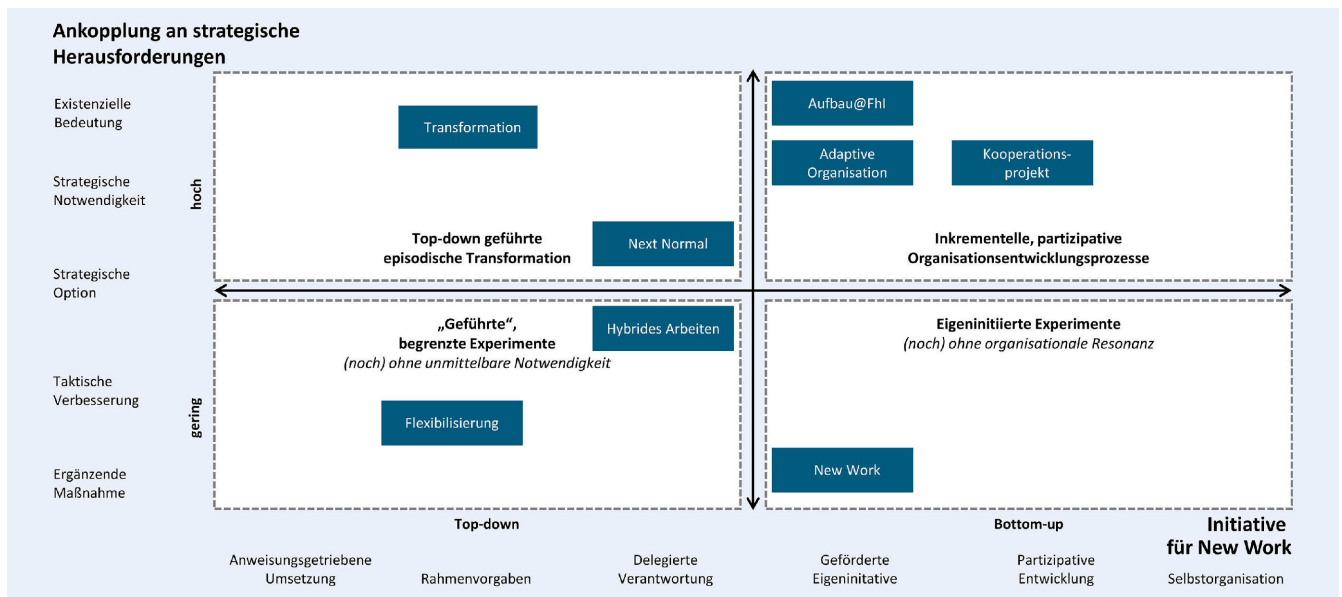 Ankopplung an strategische
Herausforderungen
Existenzielle
Bedeutung
Strategische
Notwendigkeit
Strategische
Option
Taktische
Verbesserung
Ergänzende
Maßnahme
hoch
gering
Transformation
Next Normal
Top-down geführte
episodische Transformation
Aufbau@FhI
Adaptive
Organisation
Kooperations-
projekt
Inkrementelle, partizipative
Organisationsentwicklungsprozesse
„Geführte“,
begrenzte Experimente
(noch) ohne unmittelbare Notwendigkeit
Hybrides Arbeiten
Flexibilisierung
Eigeninitiierte Experimente
(noch) ohne organisationale Resonanz
New Work
Top-down
Bottom-up
Initiative
für New Work
Anweisungsgetriebene
Umsetzung
Rahmenvorgaben
Delegierte
Verantwortung
Geförderte
Eigeninitative
Partizipative
Entwicklung
Selbstorganisation